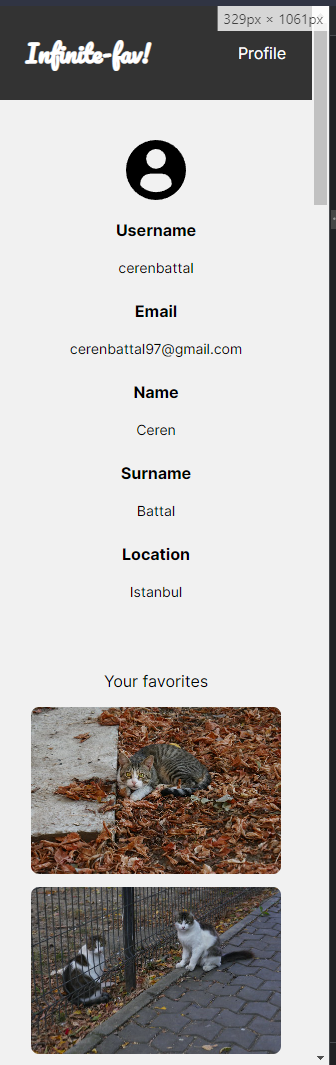 329px × 1061px
Infinite-fav!
Profile
Username
cerenbattal
Email
cerenbattal97@gmail.com
Name
Ceren
Surname
Battal
Location
Istanbul
Your favorites